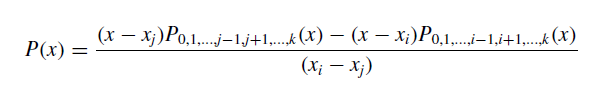 P(x) = \frac{(x - x_j)P_{0,1,\ldots,j-1,j+1,\ldots,k}(x) - (x - x_i)P_{0,1,\ldots,i-1,i+1,\ldots,k}(x)}{(x_i - x_j)}